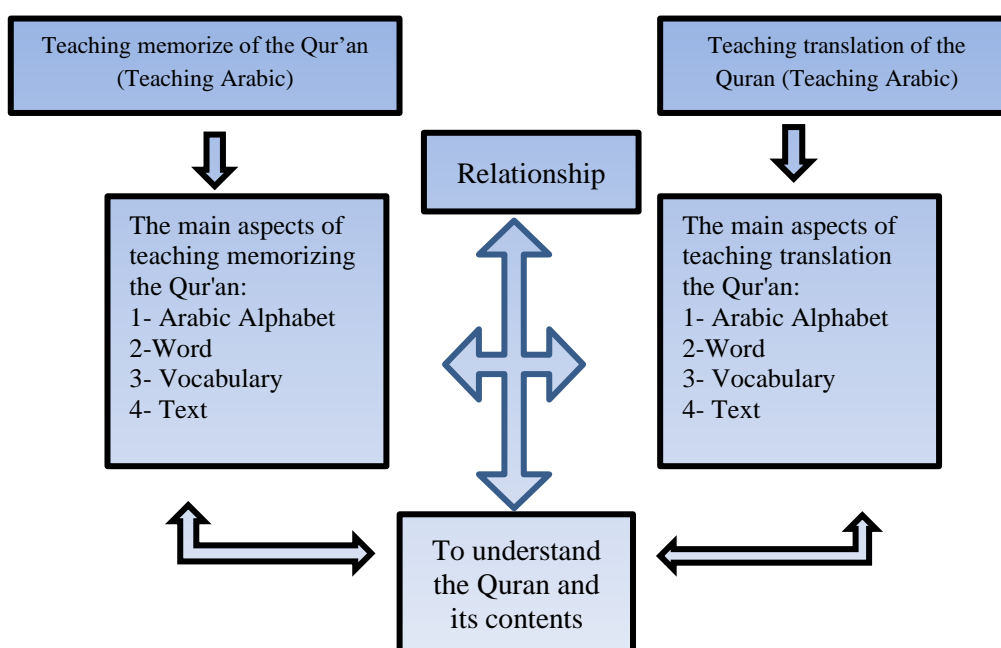 Teaching memorize of the Qur’an
(Teaching Arabic)
Teaching translation of the
Quran (Teaching Arabic)
Relationship
The main aspects of
teaching memorizing
the Qur'an:
1- Arabic Alphabet
2-Word
3- Vocabulary
4- Text
The main aspects of
teaching translation
the Qur'an:
1- Arabic Alphabet
2-Word
3- Vocabulary
4- Text
To understand
the Quran and
its contents